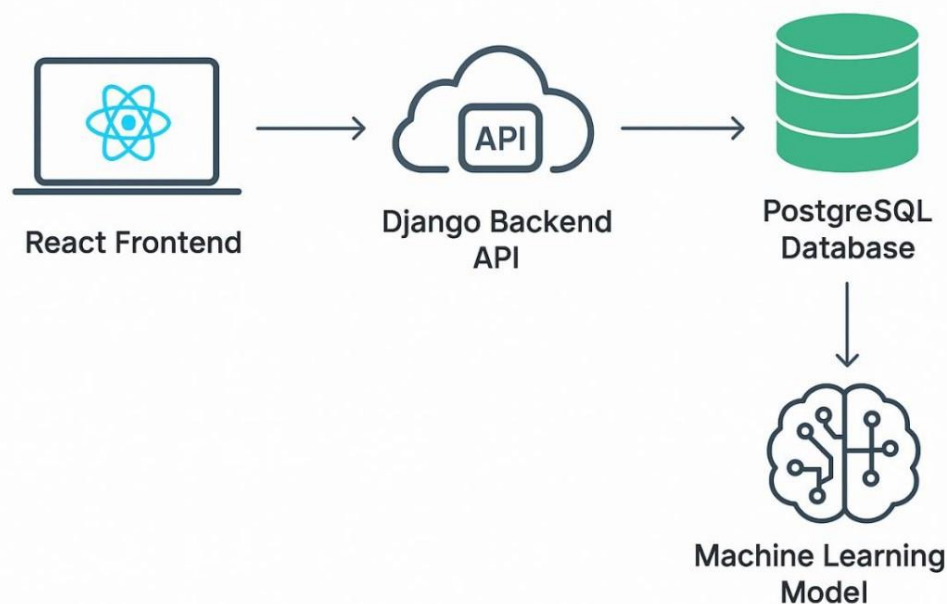 API
React Frontend
Django Backend
API
PostgreSQL
Database
Machine Learning
Model